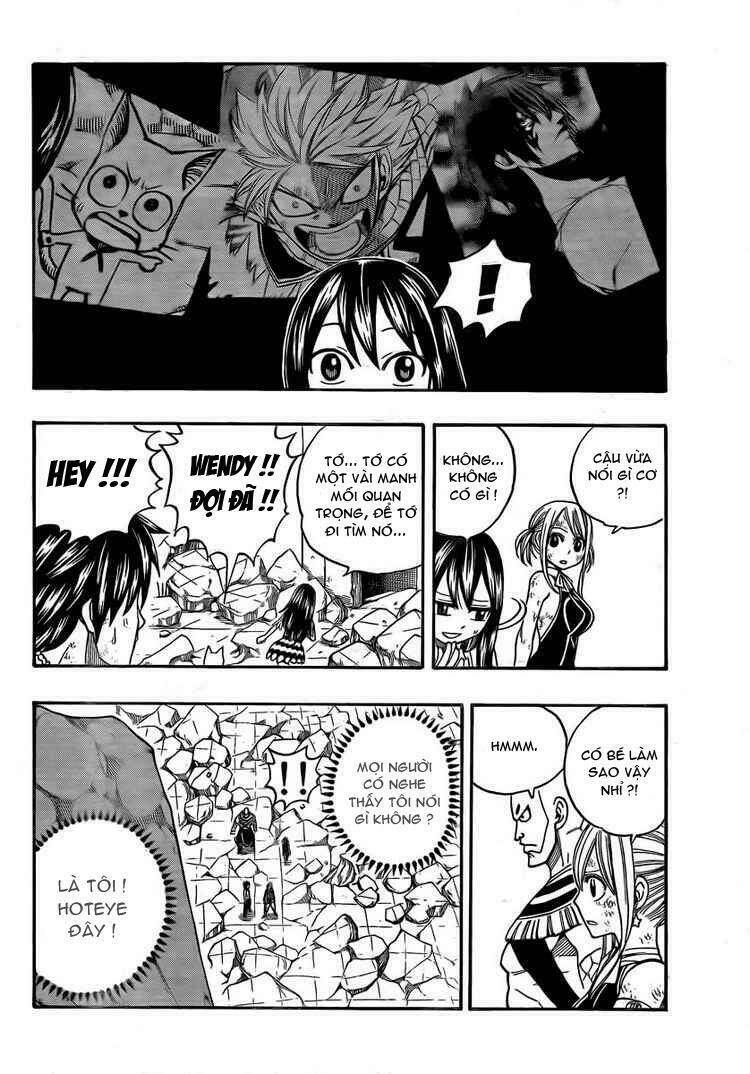 !
CẬU VỪA
NÓI GÌ CƠ
?!
KHÔNG...
KHÔNG
CÓ GÌ !
TỚ... TỚ CÓ
MỘT VÀI MANH
MỐI QUAN
TRỌNG, ĐỂ TỚ
ĐI TÌM NÓ...
WENDY !!
ĐỢI ĐÃ !!
HEY !!!
CÔ BÉ LÀM
SAO VẬY
NHỈ ?!
HMMM.
MỌI NGƯỜI
CÓ NGHE
THẤY TÔI NÓI
GÌ KHÔNG ?
!!
LÀ TÔI !
HOTEYE
ĐÂY !